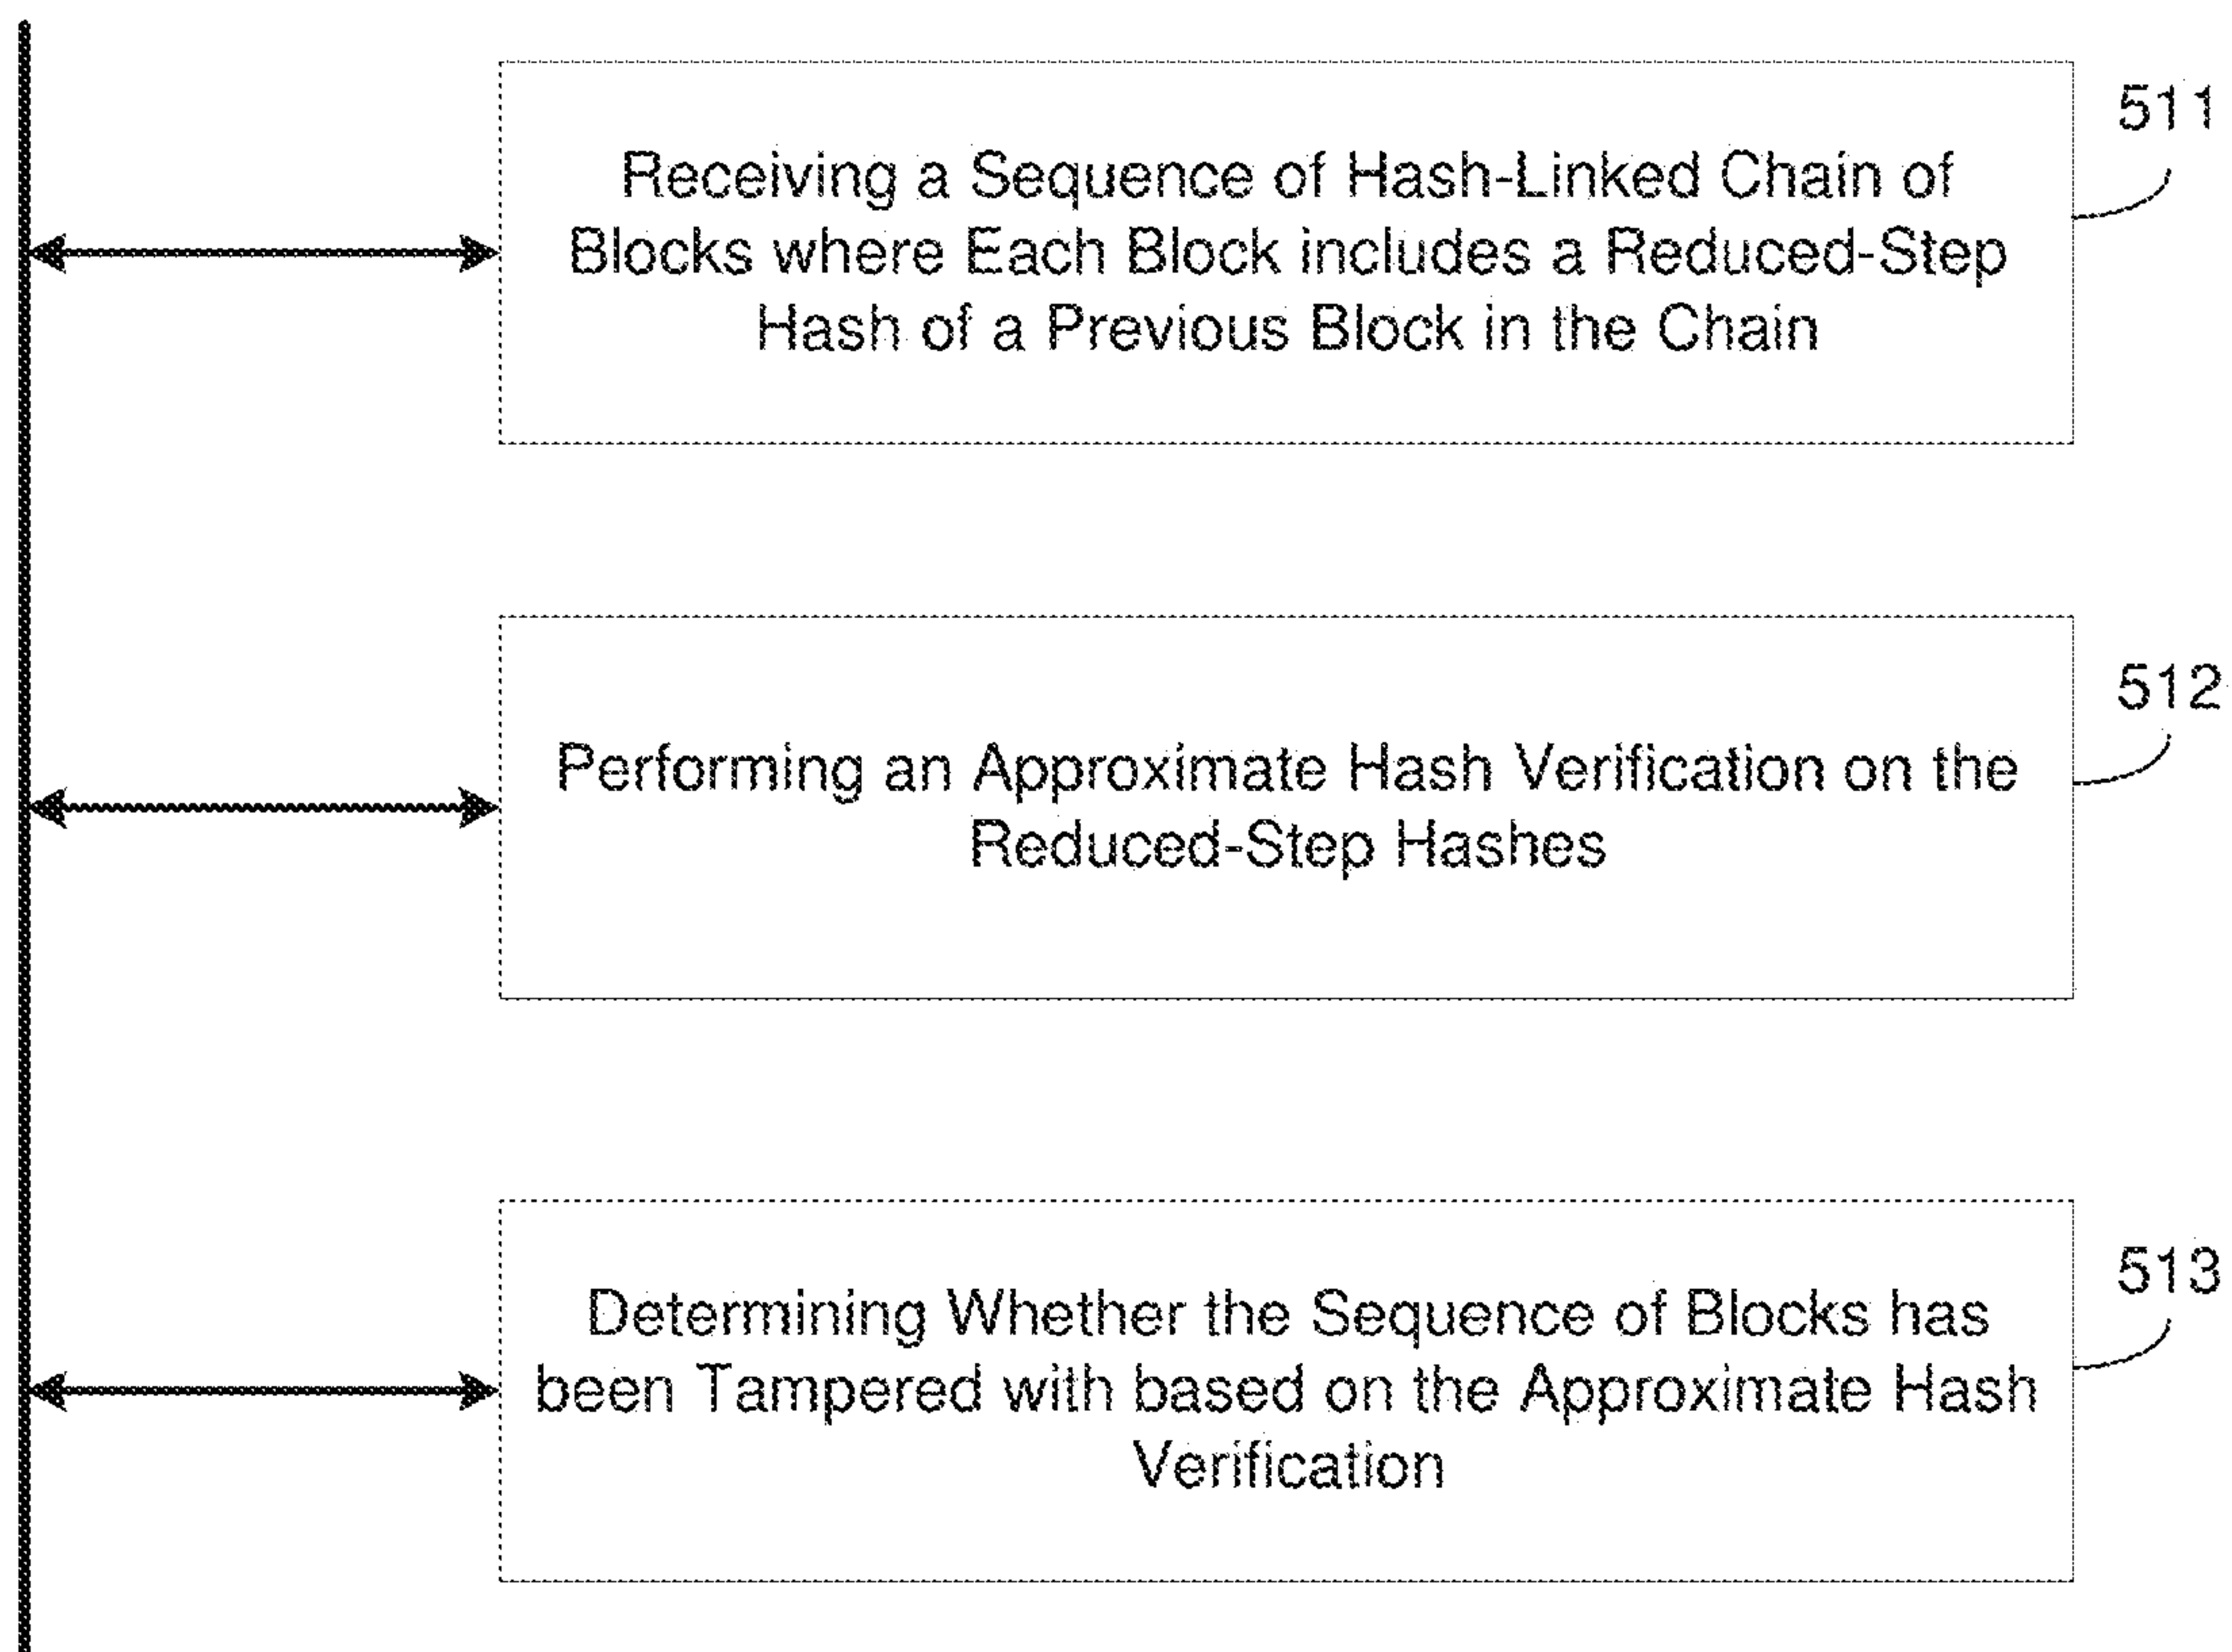 511
Receiving a Sequence of Hash-Linked Chain of
Blocks where Each Block includes a Reduced-Step
Hash of a Previous Block in the Chain
512
Performing an Approximate Hash Verification on the
Reduced-Step Hashes
513
Determining Whether the Sequence of Blocks has
been Tampered with based on the Approximate Hash
Verification